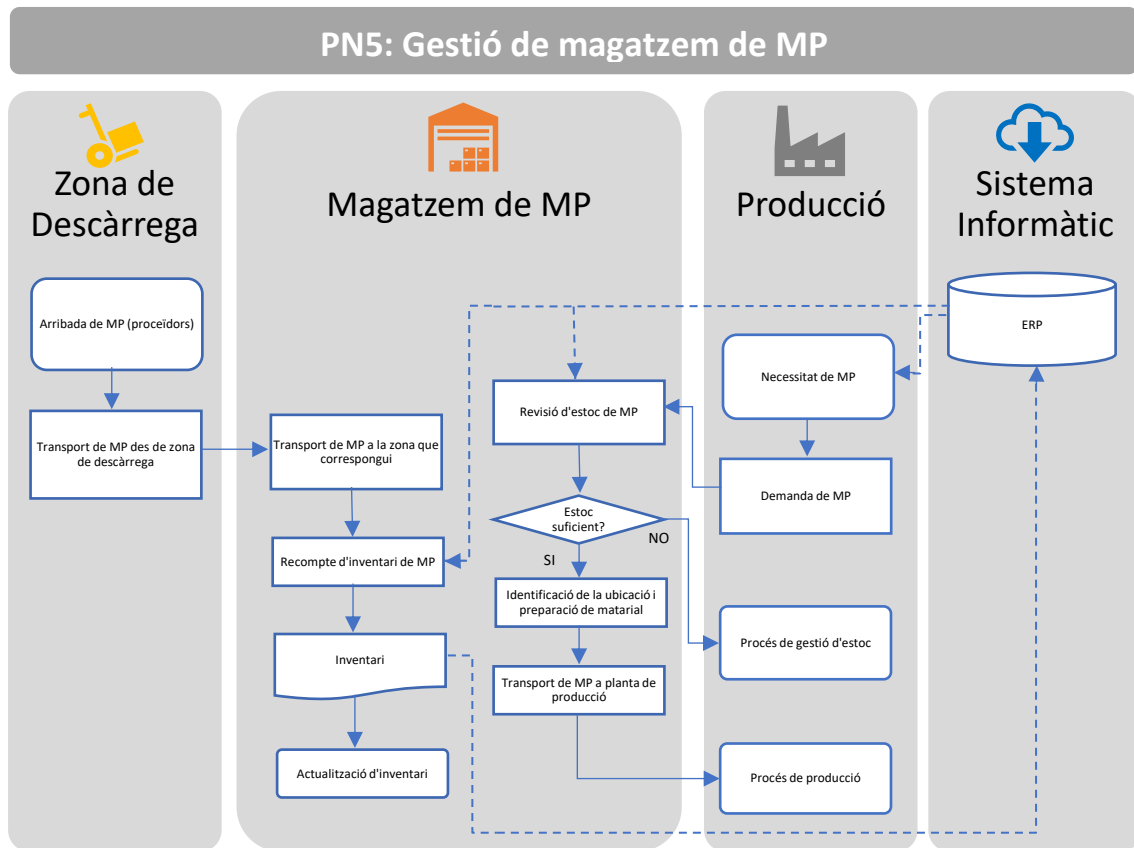 PN5: Gestió de magatzem de MP
Zona de
Descàrrega
Magatzem de MP
Producció
Sistema
Informàtic
Arribada de MP (proceïdors)
ERP
Necessitat de MP
Revisió d'estoc de MP
Transport de MP des de zona
de descàrrega
Transport de MP a la zona que
correspongui
Demanda de MP
Estoc
suficient?
NO
SI
Recompte d'inventari de MP
Identificació de la ubicació i
preparació de matarial
Procés de gestió d'estoc
Inventari
Transport de MP a planta de
producció
Actualització d'inventari
Procés de producció